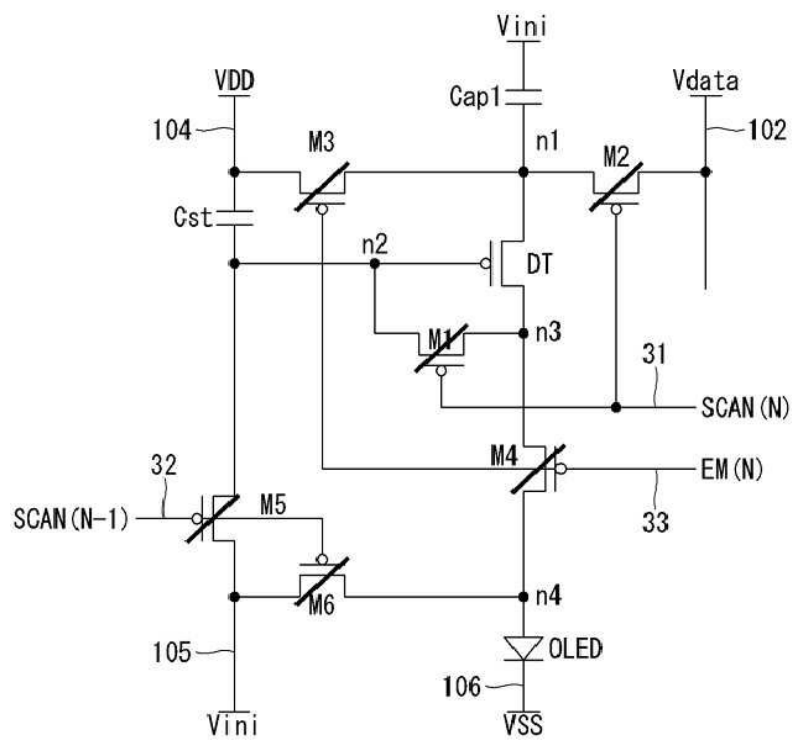 Vini
VDD
Cap1
Vdata
104
M3
n1
M2
102
Cst
n2
DT
M1
n3
31
SCAN(N)
M4
EM(N)
32
33
SCAN(N-1)
M5
M6
n4
105
OLED
106
Vini
VSS